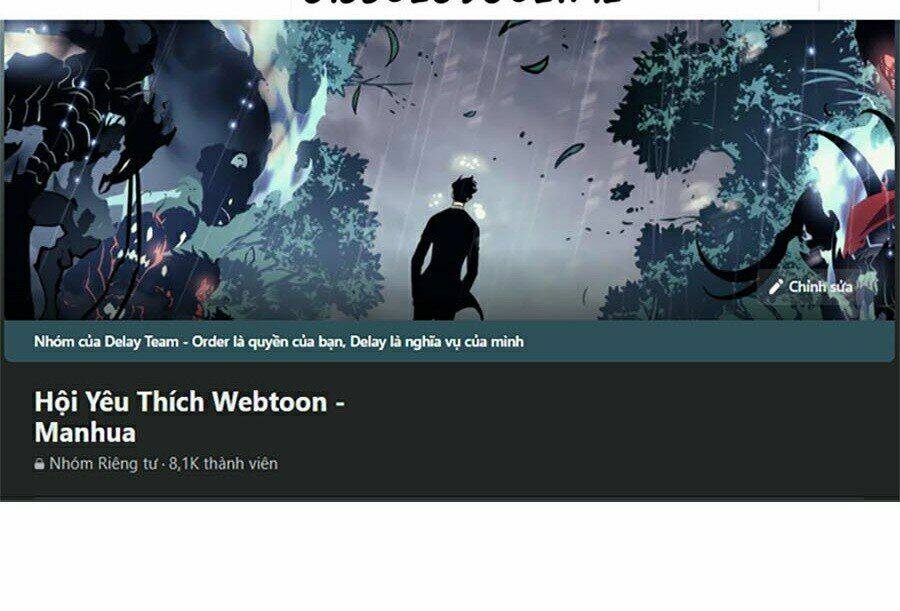 Chỉnh sửa
Nhóm của Delay Team - Order là quyền của bạn, Delay là nghĩa vụ của mình
Hội Yêu Thích Webtoon -
Manhua
Nhóm Riêng tư · 8,1K thành viên